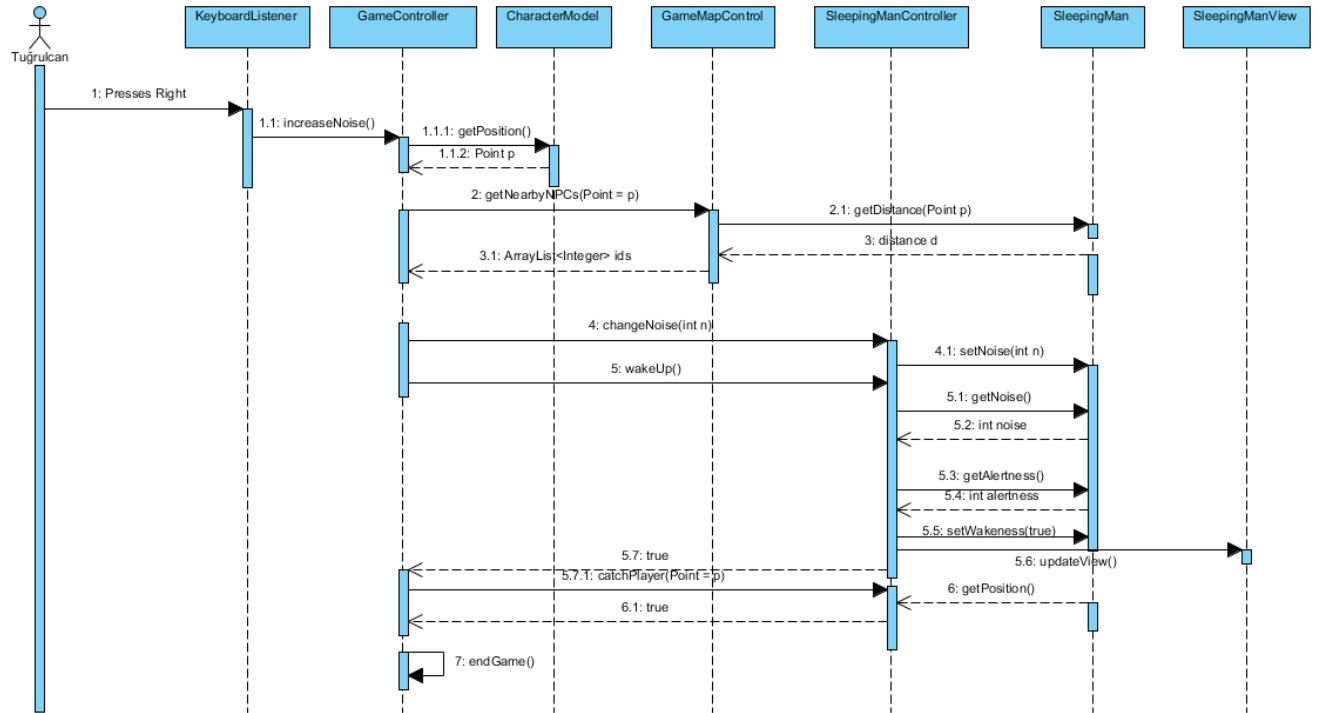 KeyboardListener
GameController
CharacterModel
GameMapControl
SleepingManController
SleepingMan
SleepingManView
Tuğrulcan
1: Presses Right
1.1: increaseNoise()
1.1.1: getPosition()
1.1.2: Point p
2: getNearbyNPCs(Point = p)
2.1: getDistance(Point p)
3: distance d
3.1: ArrayList<Integer> ids
4: changeNoise(int n)
4.1: setNoise(int n)
5: wakeUp()
5.1: getNoise()
5.2: int noise
5.3: getAlertness()
5.4: int alertness
5.5: setWakeness(true)
5.6: updateView()
5.7: true
5.7.1: catchPlayer(Point = p)
6: getPosition()
6.1: true
7: endGame()